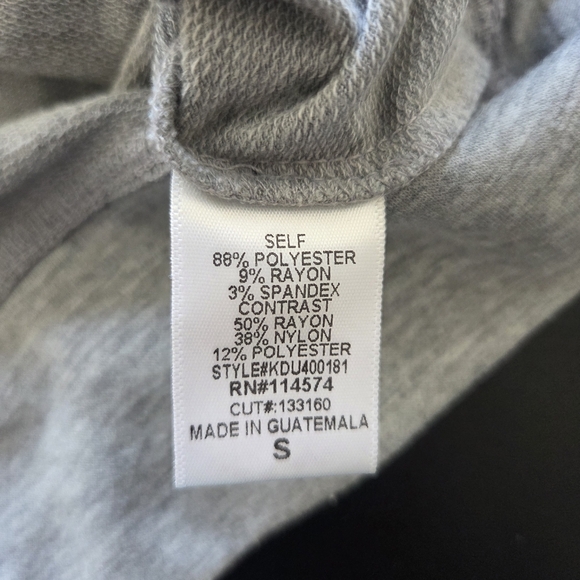 SELF
88% POLYESTER
9% RAYON
3% SPANDEX
CONTRAST
50% RAYON
38% NYLON
12% POLYESTER
STYLE#KDU400181
RN#114574
CUT#:133160
MADE IN GUATEMALA
S